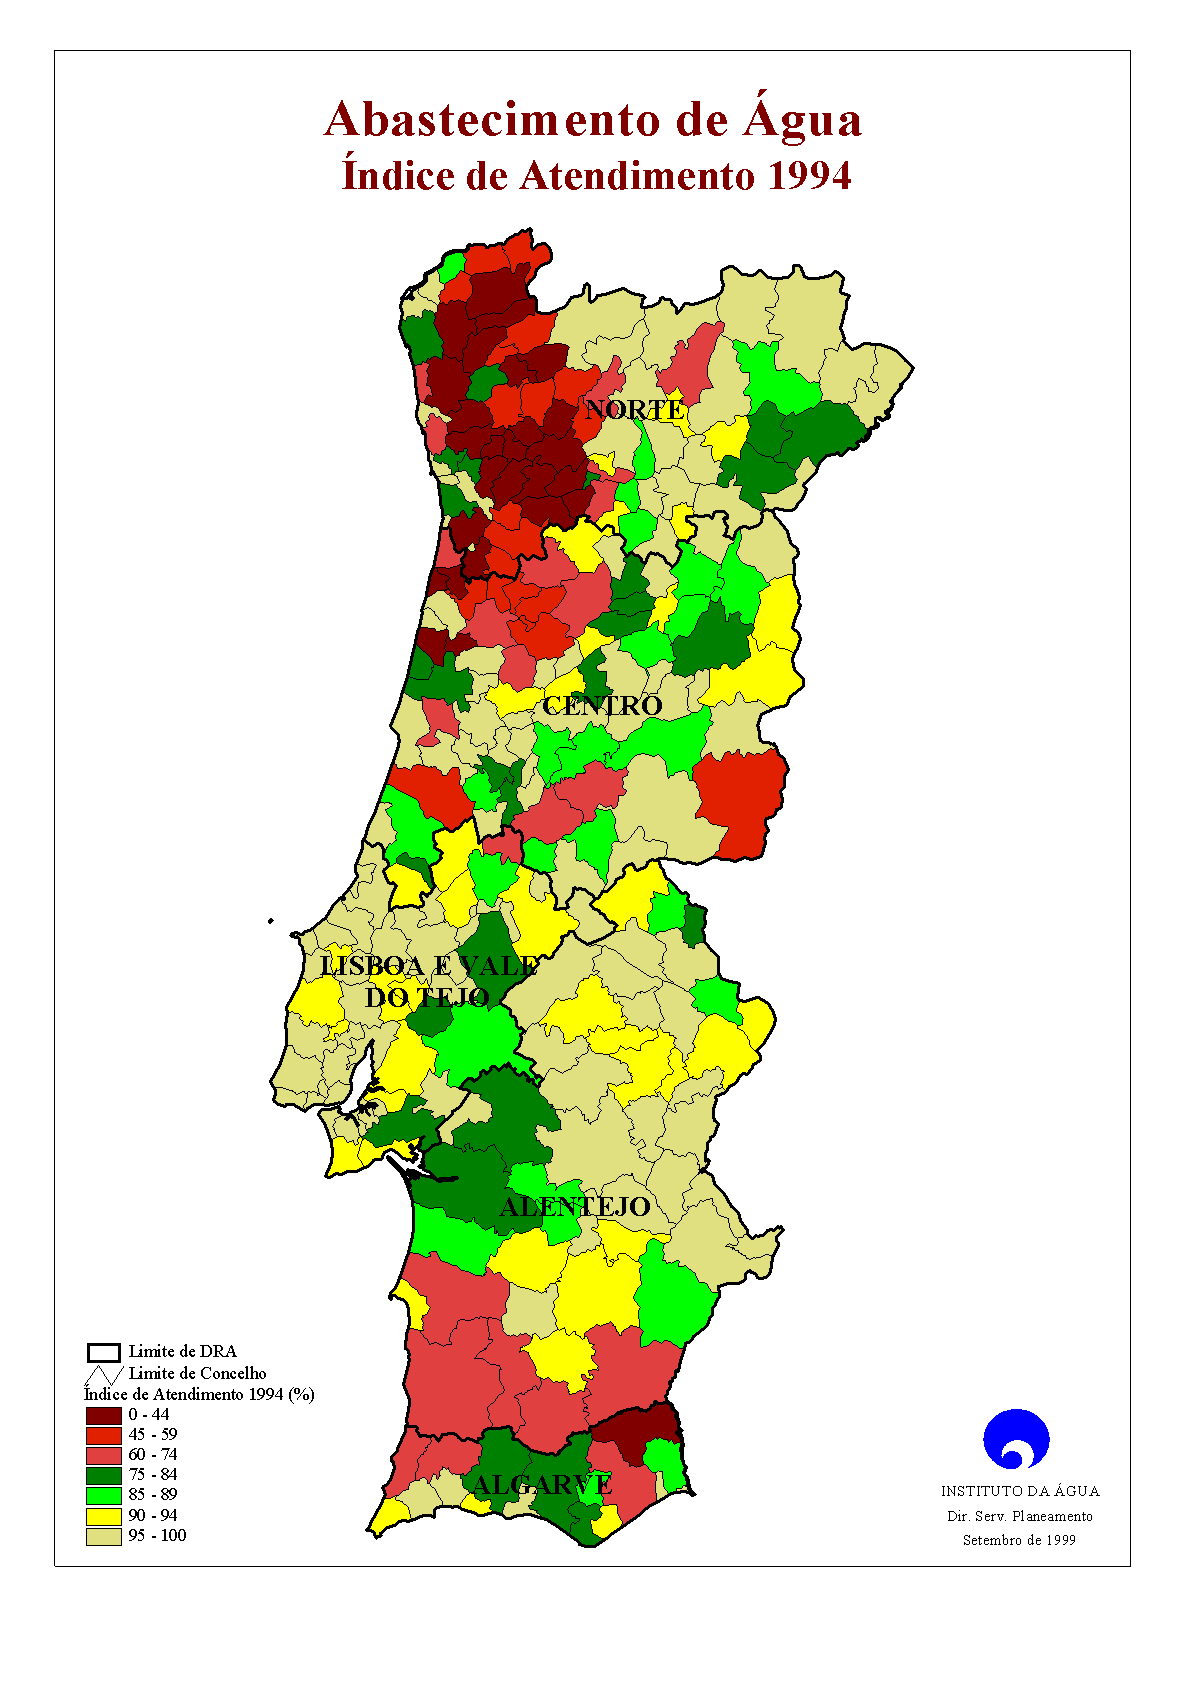 Abastecimento de Água
Índice de Atendimento 1994
NORTE
CENTRO
LISBOA E VALE
DO TEJO
ALENTEJO
ALGARVE
Limite de DRA
Limite de Concelho
Índice de Atendimento 1994 (%)
0 - 44
45 - 59
60 - 74
75 - 84
85 - 89
90 - 94
95 - 100
INSTITUTO DA ÁGUA
Dir. Serv. Planeamento
Setembro de 1999